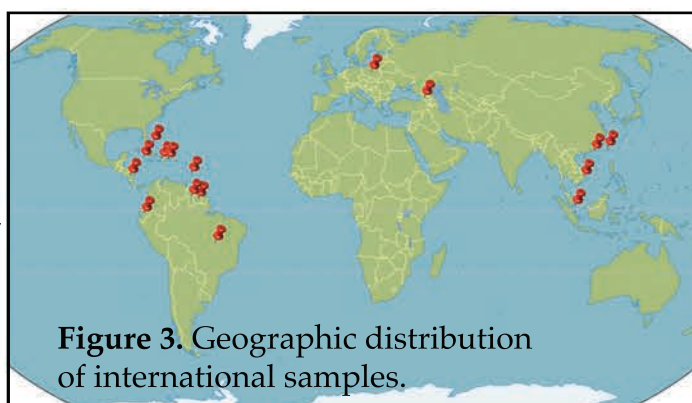 Figure 3. Geographic distribution
of international samples.